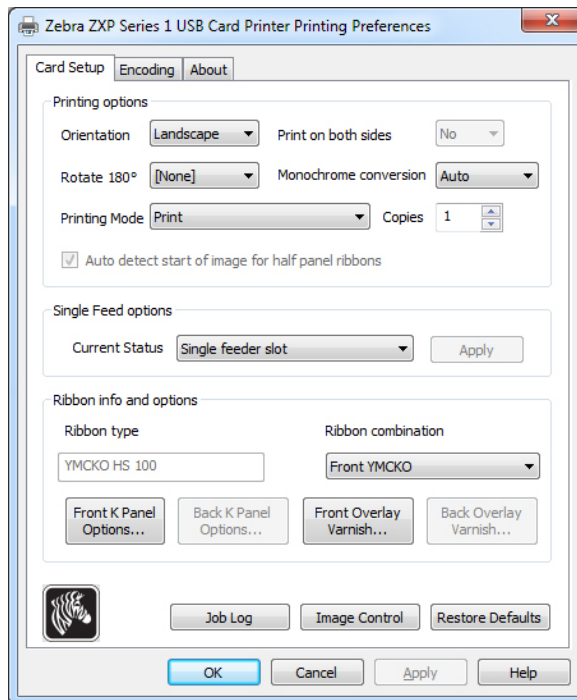 Zebra ZXP Series 1 USB Card Printer Printing Preferences
Card Setup Encoding About
Printing options
Orientation Landscape Print on both sides No
Rotate 180° [None] Monochrome conversion Auto
Printing Mode Print Copies 1
Auto detect start of image for half panel ribbons
Single Feed options
Current Status Single feeder slot Apply
Ribbon info and options
Ribbon type Ribbon combination
YMCKO HS 100 Front YMCKO
Front K Panel Back K Panel Front Overlay Back Overlay
Options... Options... Varnish... Varnish...
Job Log Image Control Restore Defaults
OK Cancel Apply Help